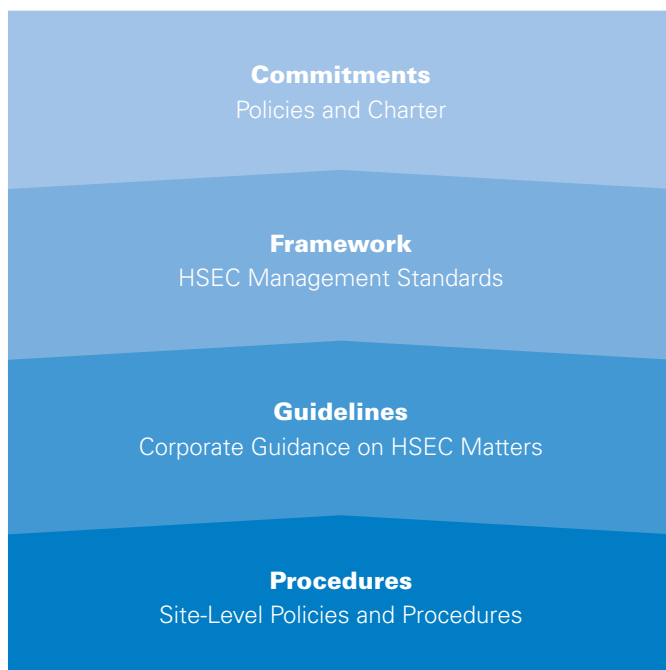 Commitments
Policies and Charter
Framework
HSEC Management Standards
Guidelines
Corporate Guidance on HSEC Matters
Procedures
Site-Level Policies and Procedures